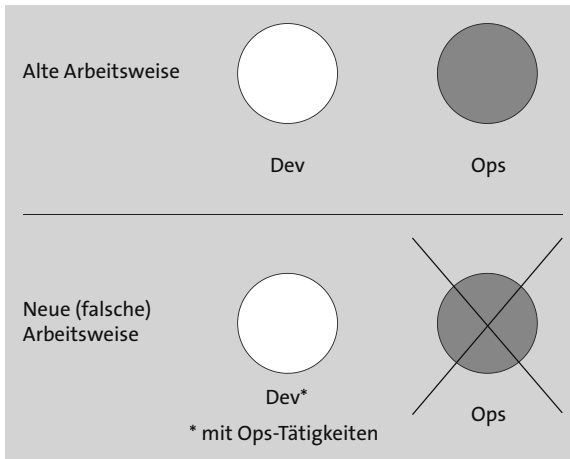 Alte Arbeitsweise
Dev
Ops
Neue (falsche)
Arbeitsweise
Dev*
* mit Ops-Tätigkeiten
Ops